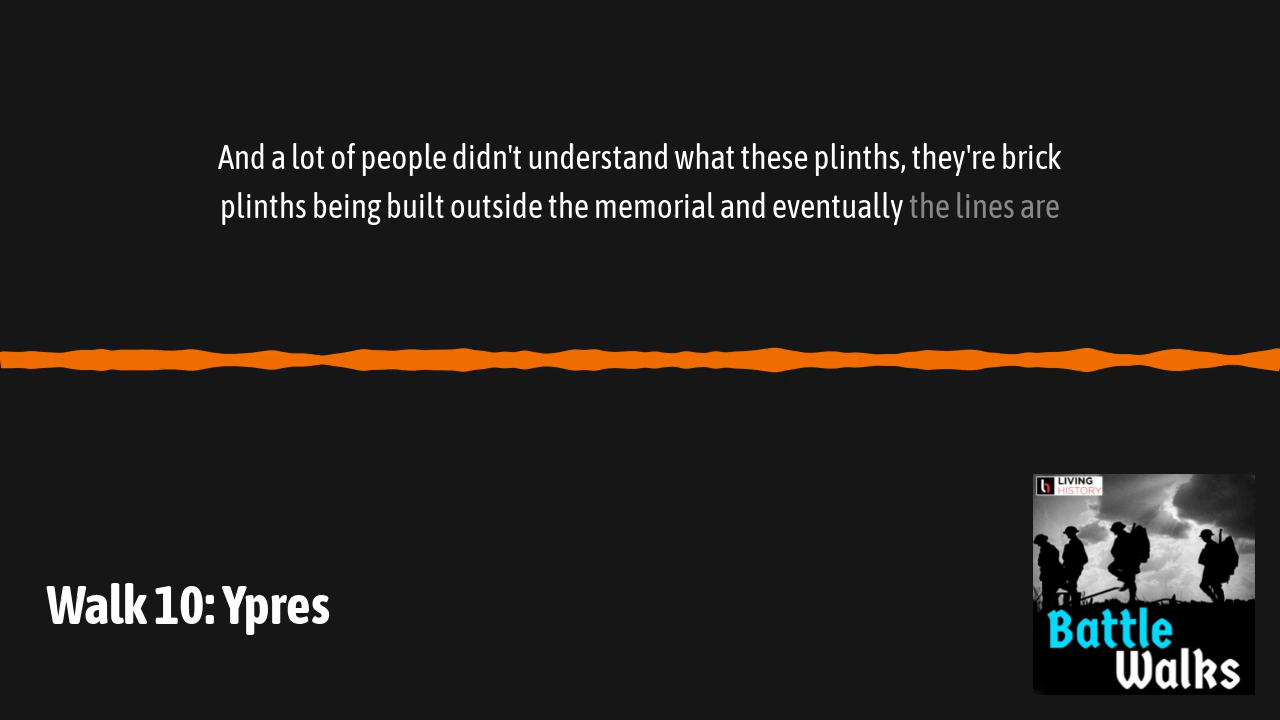 And a lot of people didn't understand what these plinths, they're brick
plinths being built outside the memorial and eventually the lines are
LIVING
HISTORY
Battle
Walks
Walk 10: Ypres